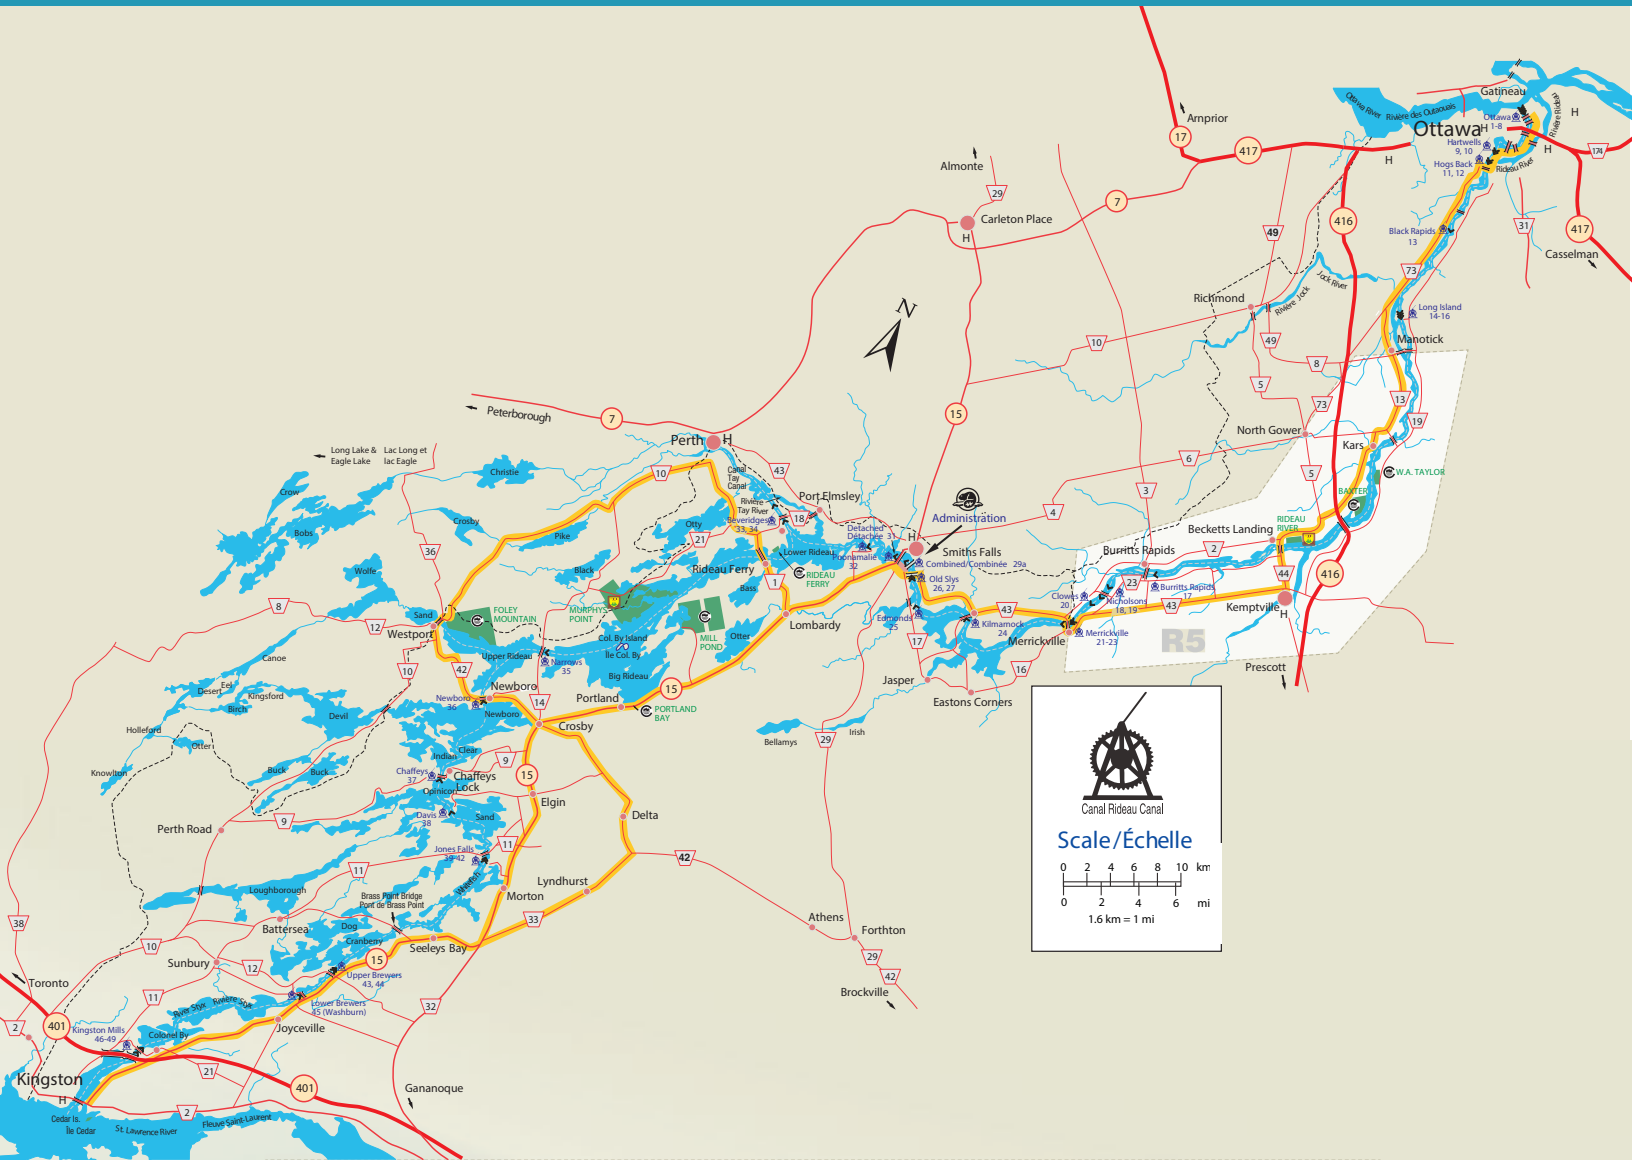 Gatineau
Ottawa River
Rivière des Outaouais
Rivière Rideau
H
Ottawa
H
Ottawa
1-8
Hartwells
9, 10
Hogs Back
11, 12
Rideau River
H
H
174
Arnprior
17
417
Almonte
29
Carleton Place
H
7
49
416
31
417
Casselman
Black Rapids
13
73
Richmond
Rivière Jock
Jock River
Long Island
14-16
Manotick
N
10
49
8
5
73
13
19
15
Peterborough
7
North Gower
Kars
Perth
H
Long Lake &
Eagle Lake
Lac Long et
lac Eagle
Christie
10
Canal
Tay
Canal
43
6
5
W.A. TAYLOR
BAXTER
Crow
Bobs
Crosby
Pike
Otty
Rivière
Tay River
Beveridges
33, 34
Port Elmsley
18
Administration
3
4
Becketts Landing
RIDEAU
RIVER
Detached
Détachée 31
Poonamalie
32
H
Smiths Falls
Combined/Combinée 29a
Old Slys
26, 27
Burritts Rapids
2
36
21
Lower Rideau
Rideau Ferry
RIDEAU
FERRY
1
Bass
Wolfe
Black
44
416
23
Burritts Rapids
17
Clowes
20
Nicholsons
18, 19
43
Kemptville
H
8
12
Sand
Westport
FOLEY
MOUNTAIN
MURPHYS
POINT
MILL
POND
Lombardy
Edmonds
25
43
Kilmarnock
24
Merrickville
Merrickville
21-23
R5
Col. By Island
Île Col. By
Otter
17
Upper Rideau
Narrows
35
Big Rideau
16
Prescott
Canoe
10
42
Jasper
Eastons Corners
Eel
Desert
Kingsford
Birch
Newboro
Newboro
36
Newboro
14
Portland
15
PORTLAND
BAY
Devil
Crosby
Holleford
Otter
Bellamys
Irish
29
Clear
Indian
9
Knowlton
Buck
Buck
Chaffeys
37
Chaffeys
Lock
15
Opinicon
Elgin
Canal Rideau Canal
Perth Road
9
Davis
38
Sand
Delta
Scale/Échelle
0 2 4 6 8 10 km
0 2 4 6 mi
1.6 km = 1 mi
Jones Falls
39-42
11
42
11
Whitefish
Lyndhurst
Loughborough
Brass Point Bridge
Pont de Brass Point
Morton
38
Battersea
Dog
Cranberry
33
Athens
Forthton
10
Seeleys Bay
15
29
Sunbury
12
Upper Brewers
43, 44
42
Toronto
Brockville
11
River Styx
Rivière Styx
Lower Brewers
45 (Washburn)
32
2
401
Kingston Mills
46-49
Colonel By
Joyceville
Kingston
21
401
Gananoque
H
2
Cedar Is.
Île Cedar
St. Lawrence River
Fleuve Saint-Laurent